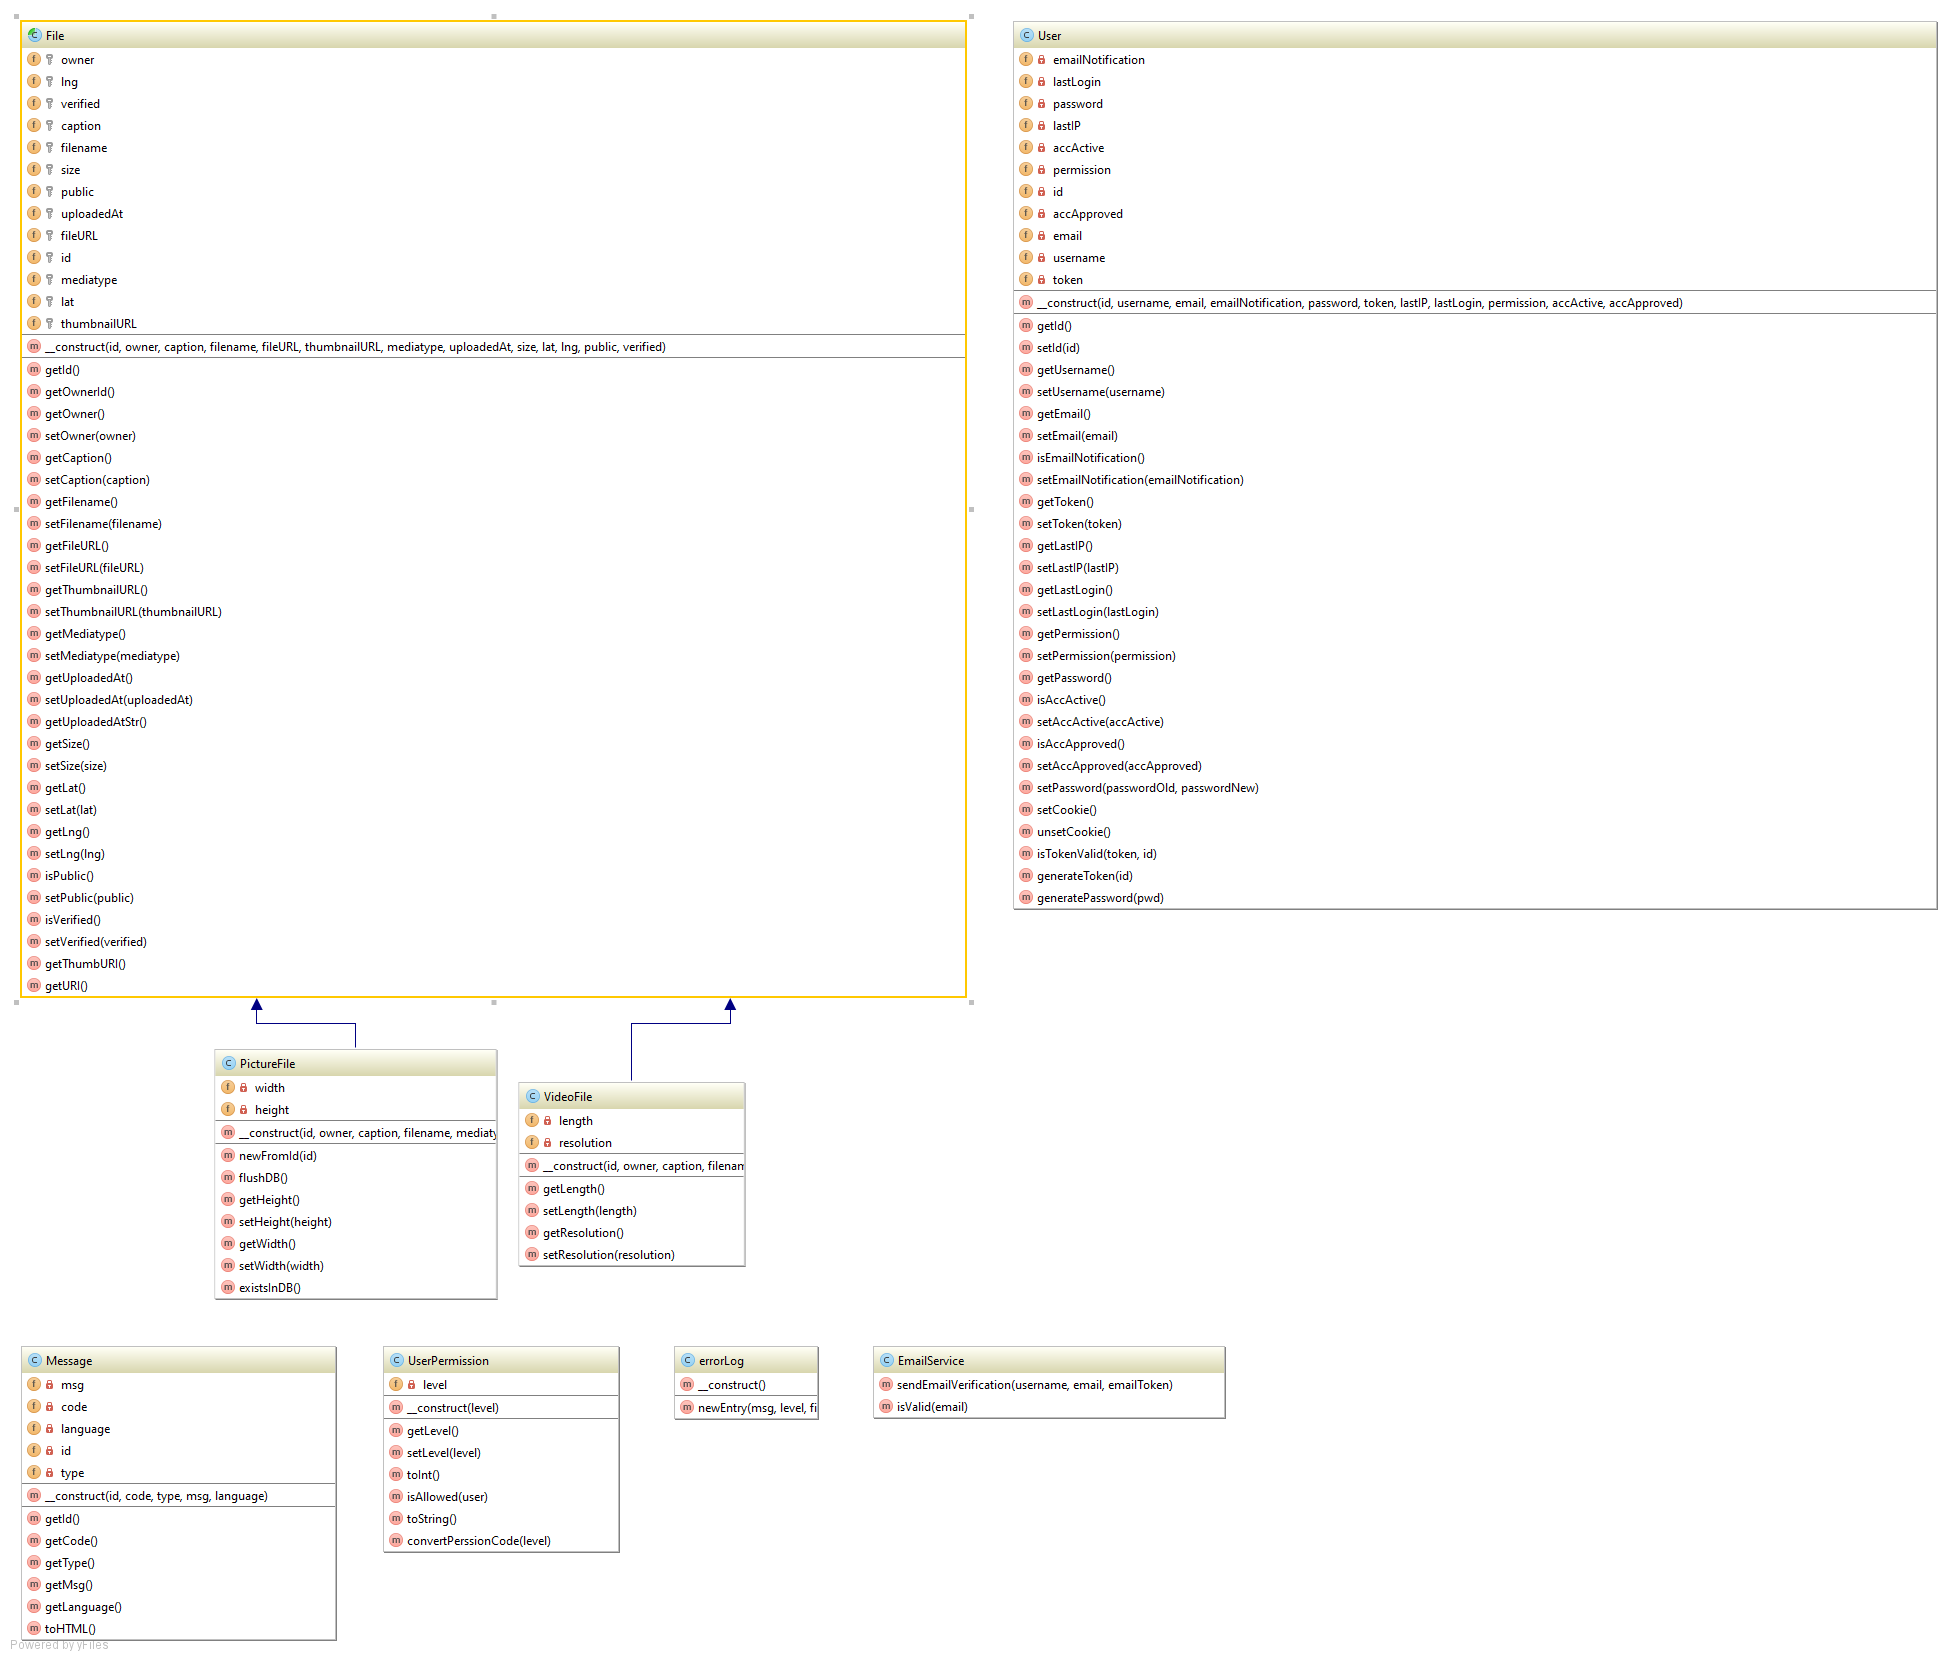 File
owner
lng
verified
caption
filename
size
public
uploadedAt
fileURL
id
mediatype
lat
thumbnailURL
__construct(id, owner, caption, filename, fileURL, thumbnailURL, mediatype, uploadedAt, size, lat, lng, public, verified)
getId()
getOwnerId()
getOwner()
setOwner(owner)
getCaption()
setCaption(caption)
getFilename()
setFilename(filename)
getFileURL()
setFileURL(fileURL)
getThumbnailURL()
setThumbnailURL(thumbnailURL)
getMediatype()
setMediatype(mediatype)
getUploadedAt()
setUploadedAt(uploadedAt)
getUploadedAtStr()
getSize()
setSize(size)
getLat()
setLat(lat)
getLng()
setLng(lng)
isPublic()
setPublic(public)
isVerified()
setVerified(verified)
getThumbURI()
getURI()
User
emailNotification
lastLogin
password
lastIP
accActive
permission
id
accApproved
email
username
token
__construct(id, username, email, emailNotification, password, token, lastIP, lastLogin, permission, accActive, accApproved)
getId()
setId(id)
getUsername()
setUsername(username)
getEmail()
setEmail(email)
isEmailNotification()
setEmailNotification(emailNotification)
getToken()
setToken(token)
getLastIP()
setLastIP(lastIP)
getLastLogin()
setLastLogin(lastLogin)
getPermission()
setPermission(permission)
getPassword()
isAccActive()
setAccActive(accActive)
isAccApproved()
setAccApproved(accApproved)
setPassword(passwordOld, passwordNew)
setCookie()
unsetCookie()
isTokenValid(token, id)
generateToken(id)
generatePassword(pwd)
PictureFile
width
height
__construct(id, owner, caption, filename, mediaty
newFromId(id)
flushDB()
getHeight()
setHeight(height)
getWidth()
setWidth(width)
existsInDB()
VideoFile
length
resolution
__construct(id, owner, caption, filenam
getLength()
setLength(length)
getResolution()
setResolution(resolution)
Message
msg
code
language
id
type
__construct(id, code, type, msg, language)
getId()
getCode()
getType()
getMsg()
getLanguage()
toHTML()
UserPermission
level
__construct(level)
getLevel()
setLevel(level)
toInt()
isAllowed(user)
toString()
convertPerssionCode(level)
errorLog
__construct()
newEntry(msg, level, fi
EmailService
sendEmailVerification(username, email, emailToken)
isValid(email)
Powered by yFiles